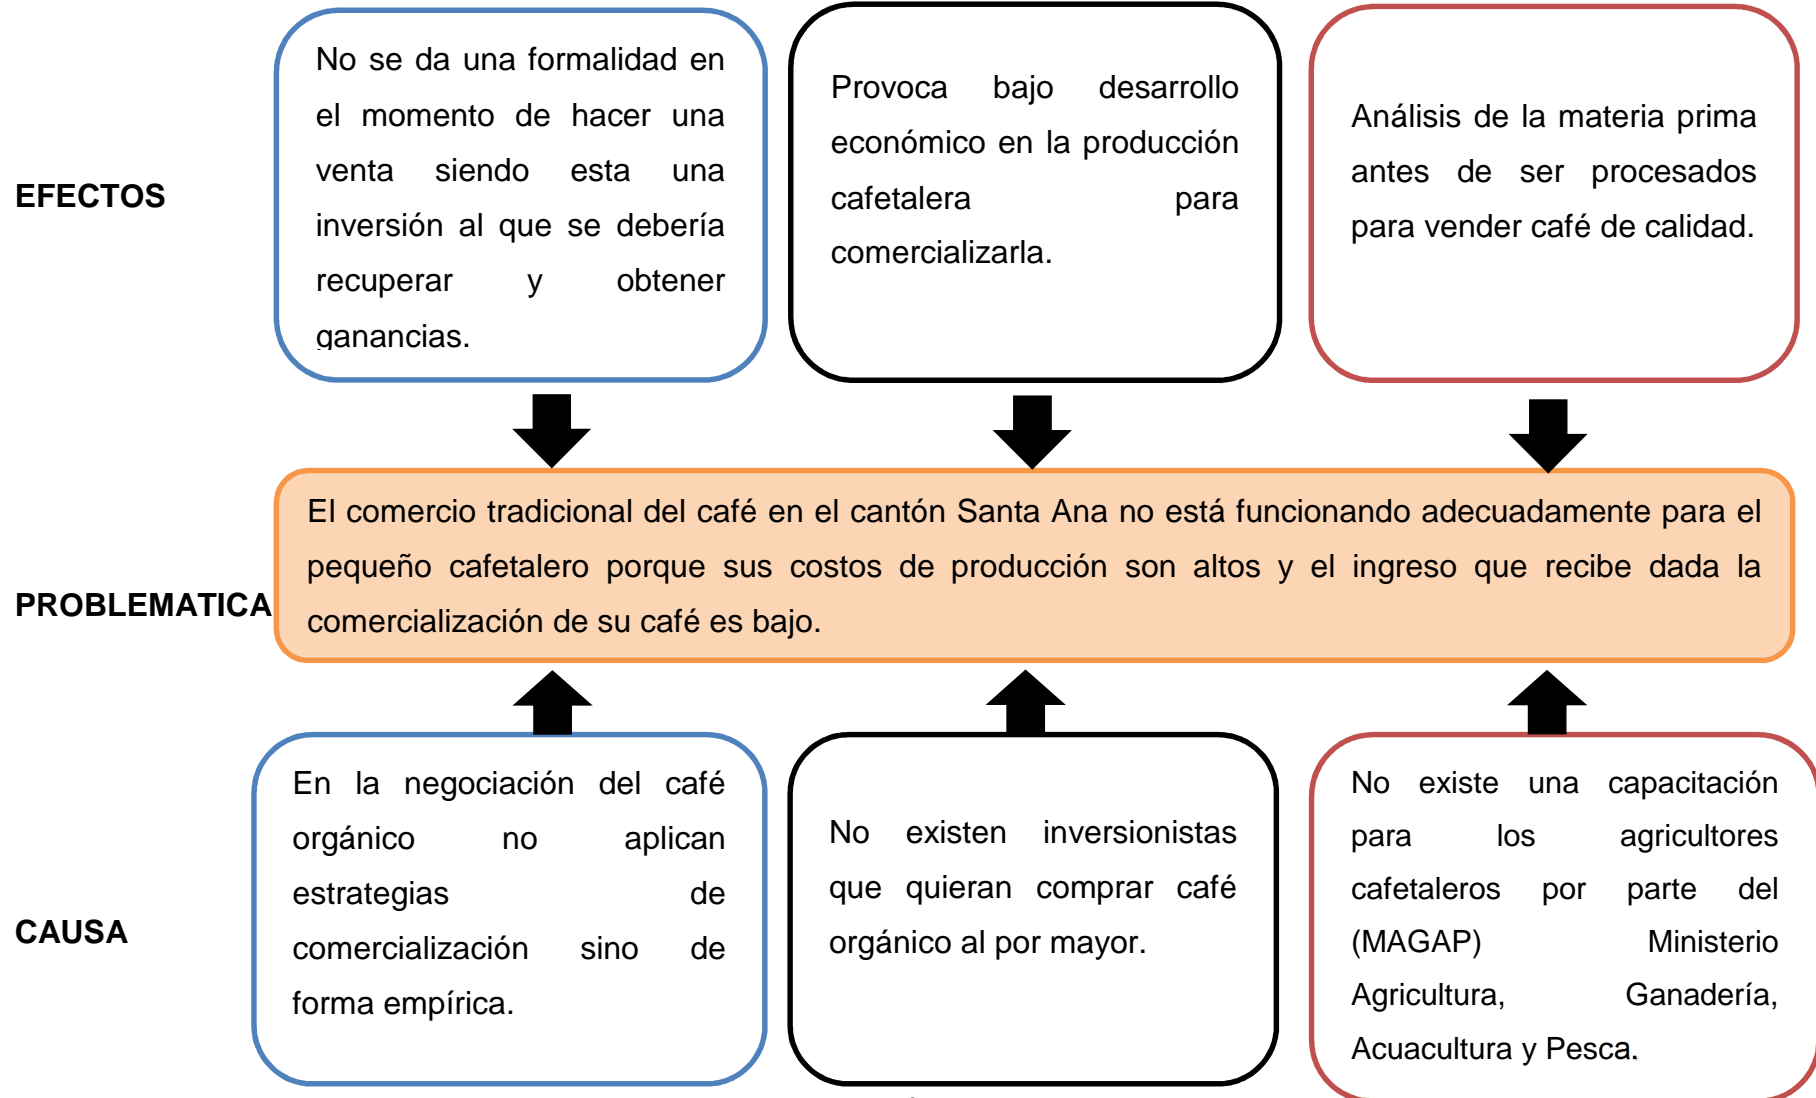 EFECTOS
No se da una formalidad en
el momento de hacer una
venta siendo esta una
inversión al que se debería
recuperar y obtener
ganancias.
Provoca bajo desarrollo
económico en la producción
cafetalera para
comercializarla.
Análisis de la materia prima
antes de ser procesados
para vender café de calidad.
PROBLEMATICA
El comercio tradicional del café en el cantón Santa Ana no está funcionando adecuadamente para el
pequeño cafetalero porque sus costos de producción son altos y el ingreso que recibe dada la
comercialización de su café es bajo.
CAUSA
En la negociación del café
orgánico no aplican
estrategias de
comercialización sino de
forma empírica.
No existen inversionistas
que quieran comprar café
orgánico al por mayor.
No existe una capacitación
para los agricultores
cafetaleros por parte del
(MAGAP) Ministerio
Agricultura, Ganadería,
Acuacultura y Pesca.